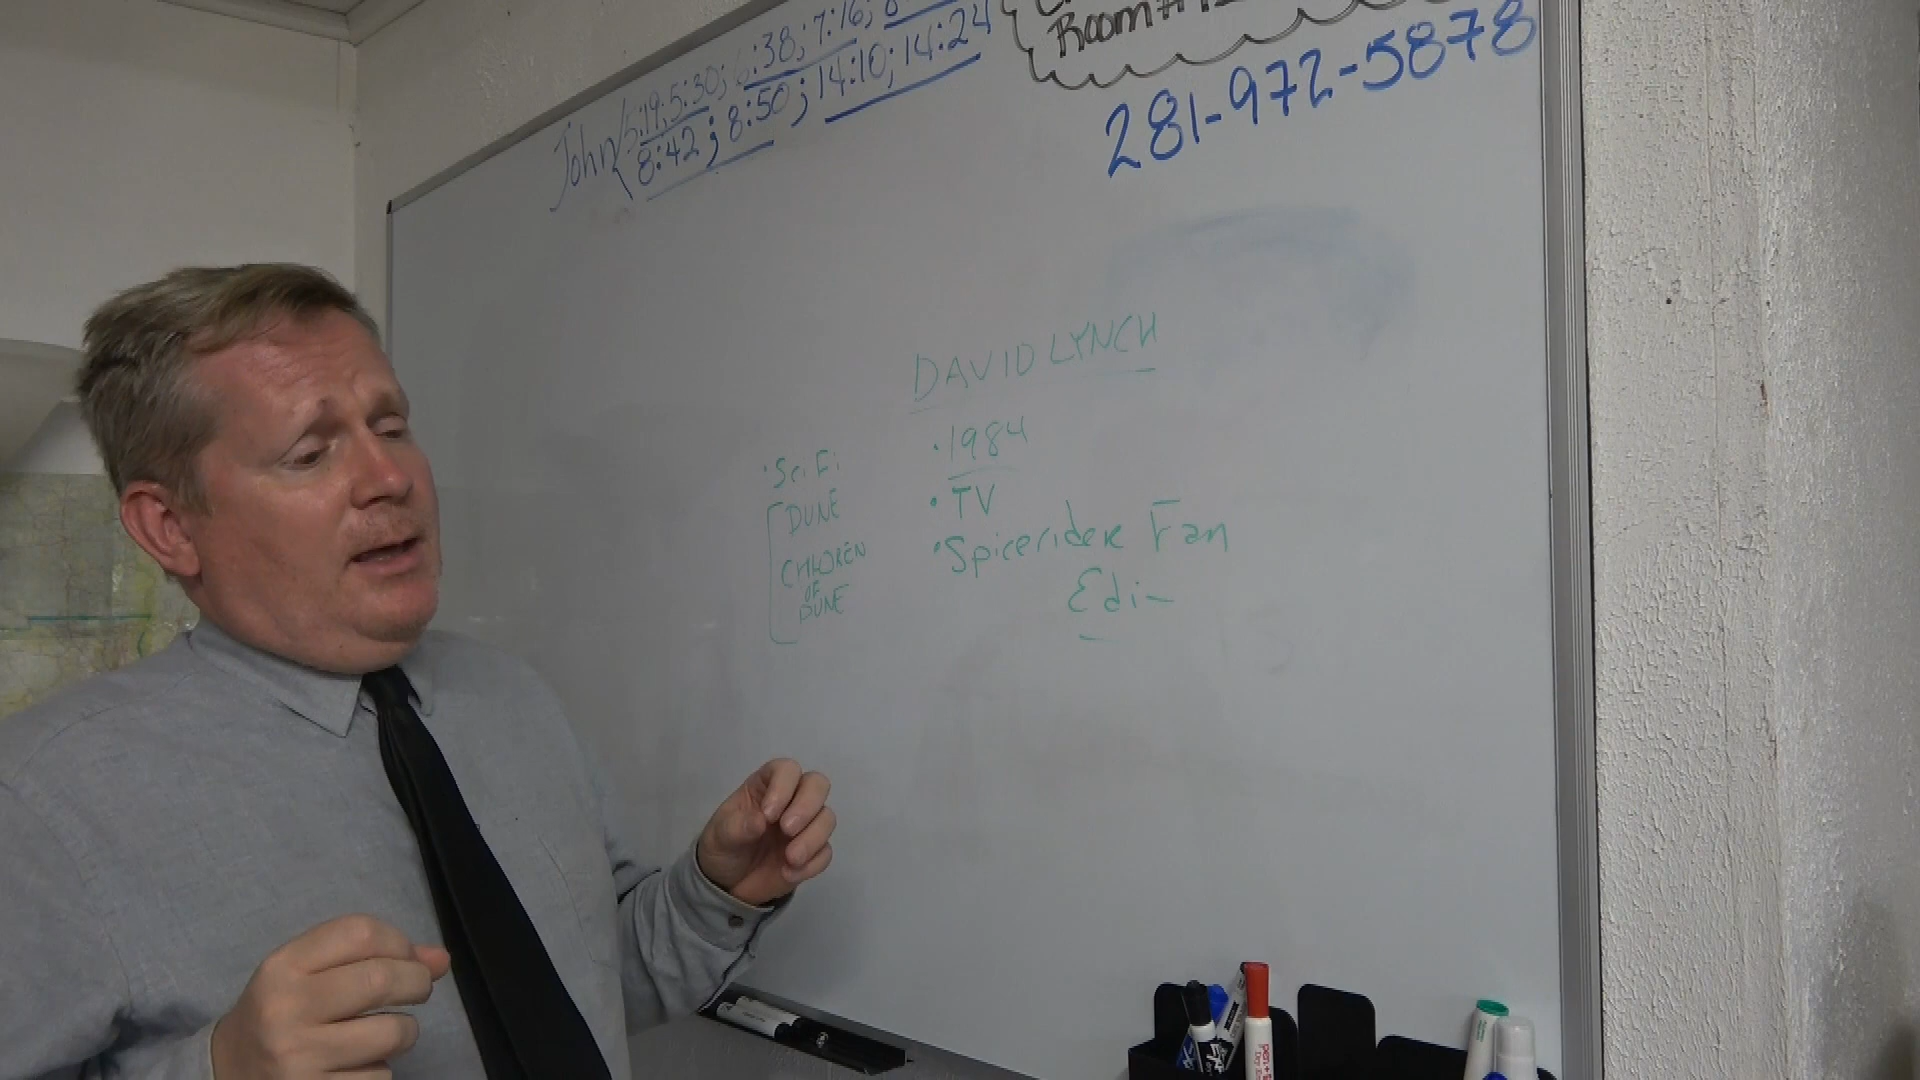 John {5:19; 5:30; 6:38; 7:16;
8:42; 8:50; 14:10; 14:24
Room
281-972-5878
DAVID LYNCH
• 1984
• TV
• Spicerider Fan
Edi
• Sci Fi
DUNE
CHILDREN
OF
DUNE